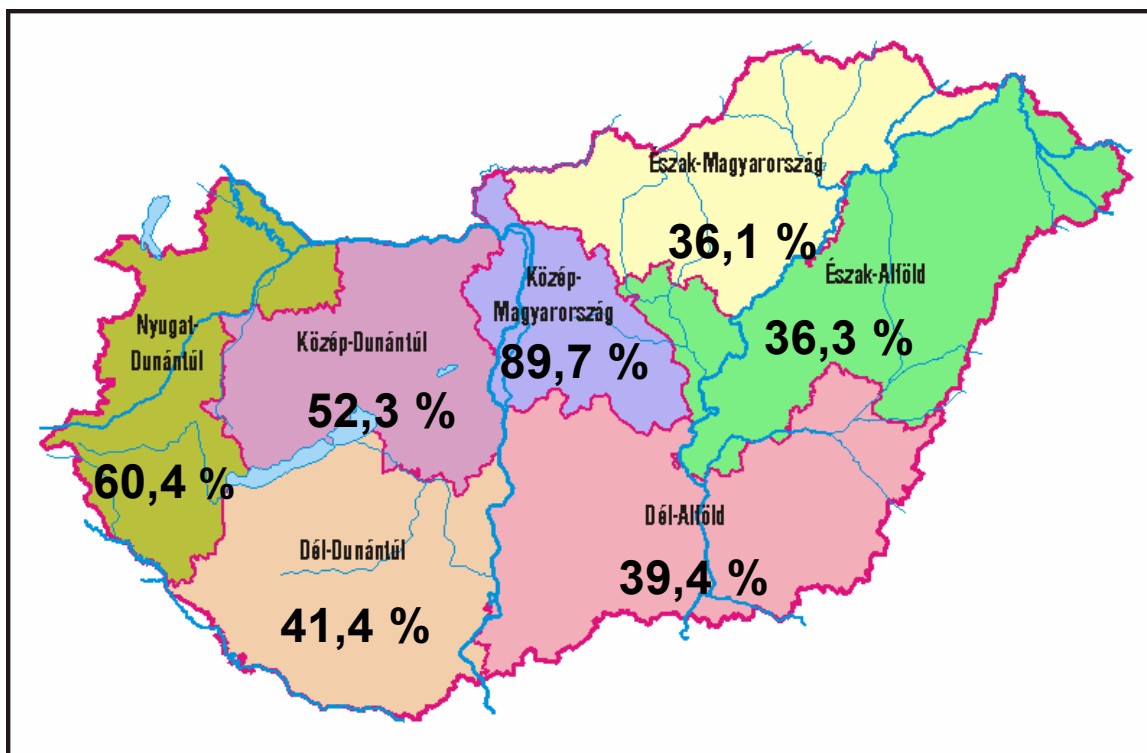 Észak-Magyarország
36,1 %
Észak-Alföld
36,3 %
Közép-
Magyarország
89,7 %
Nyugat-
Dunántúl
60,4 %
Közép-Dunántúl
52,3 %
Dél-Alföld
39,4 %
Dél-Dunántúl
41,4 %